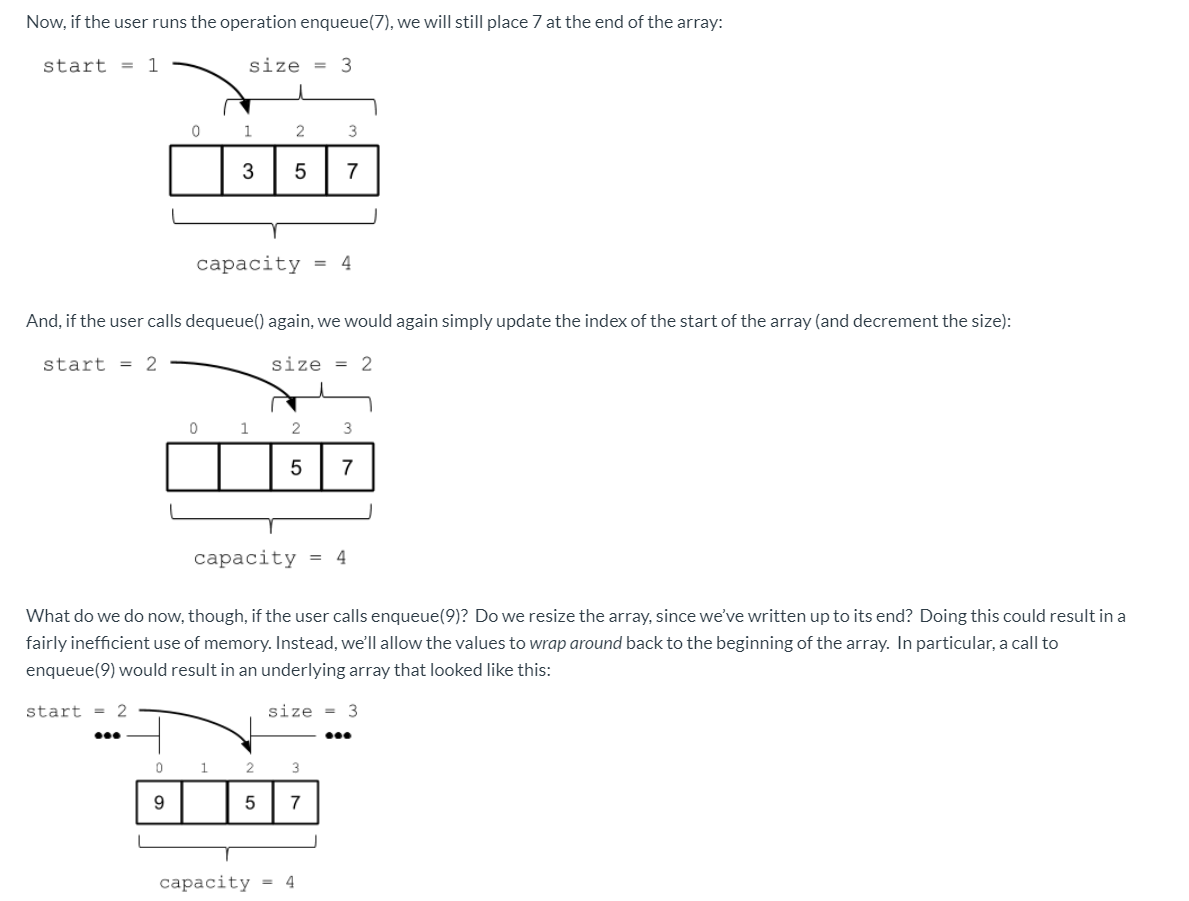 Now, if the user runs the operation enqueue(7), we will still place 7 at the end of the array:
start = 1 size = 3
0 1 2 3
3 5 7
capacity = 4
And, if the user calls dequeue() again, we would again simply update the index of the start of the array (and decrement the size):
start = 2 size = 2
0 1 2 3
5 7
capacity = 4
What do we do now, though, if the user calls enqueue(9)? Do we resize the array, since we've written up to its end? Doing this could result in a
fairly inefficient use of memory. Instead, we'll allow the values to wrap around back to the beginning of the array. In particular, a call to
enqueue(9) would result in an underlying array that looked like this:
start = 2 size = 3
0 1 2 3
9 5 7
capacity = 4